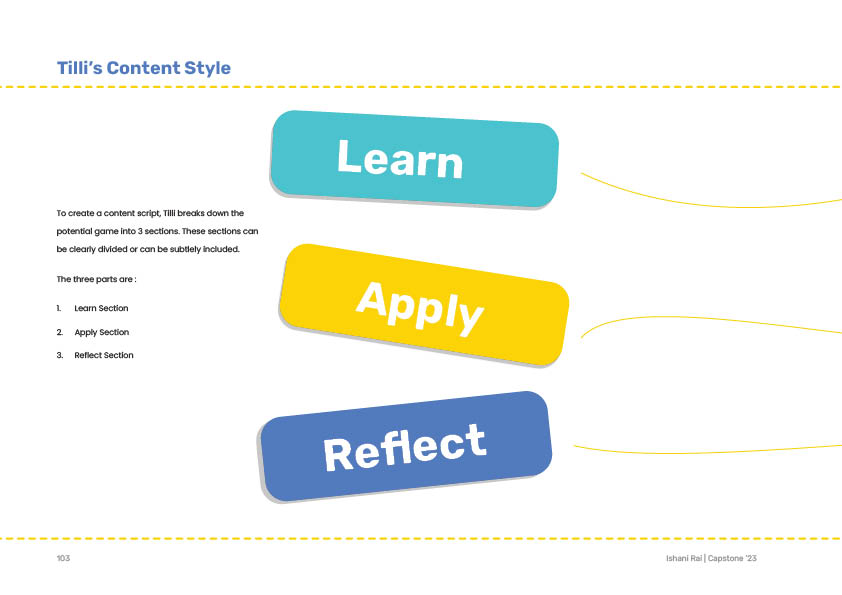 Tilli’s Content Style
Learn
To create a content script, Tilli breaks down the
potential game into 3 sections. These sections can
be clearly divided or can be subtlely included.
The three parts are :
1. Learn Section
2. Apply Section
3. Reflect Section
Apply
Reflect
103
Ishani Rai | Capstone ’23